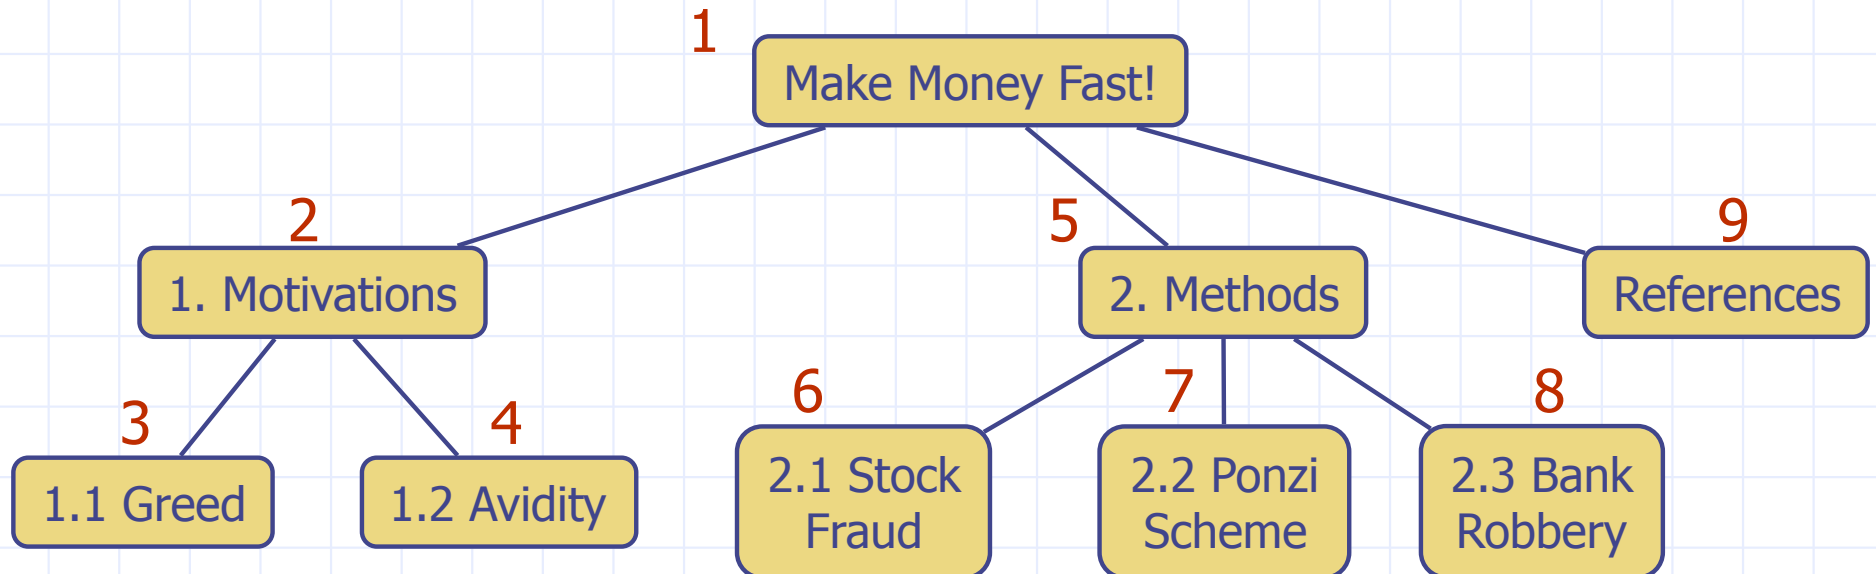 1
Make Money Fast!
2
5
9
1. Motivations
2. Methods
References
3
4
6
7
8
1.1 Greed
1.2 Avidity
2.1 Stock
Fraud
2.2 Ponzi
Scheme
2.3 Bank
Robbery